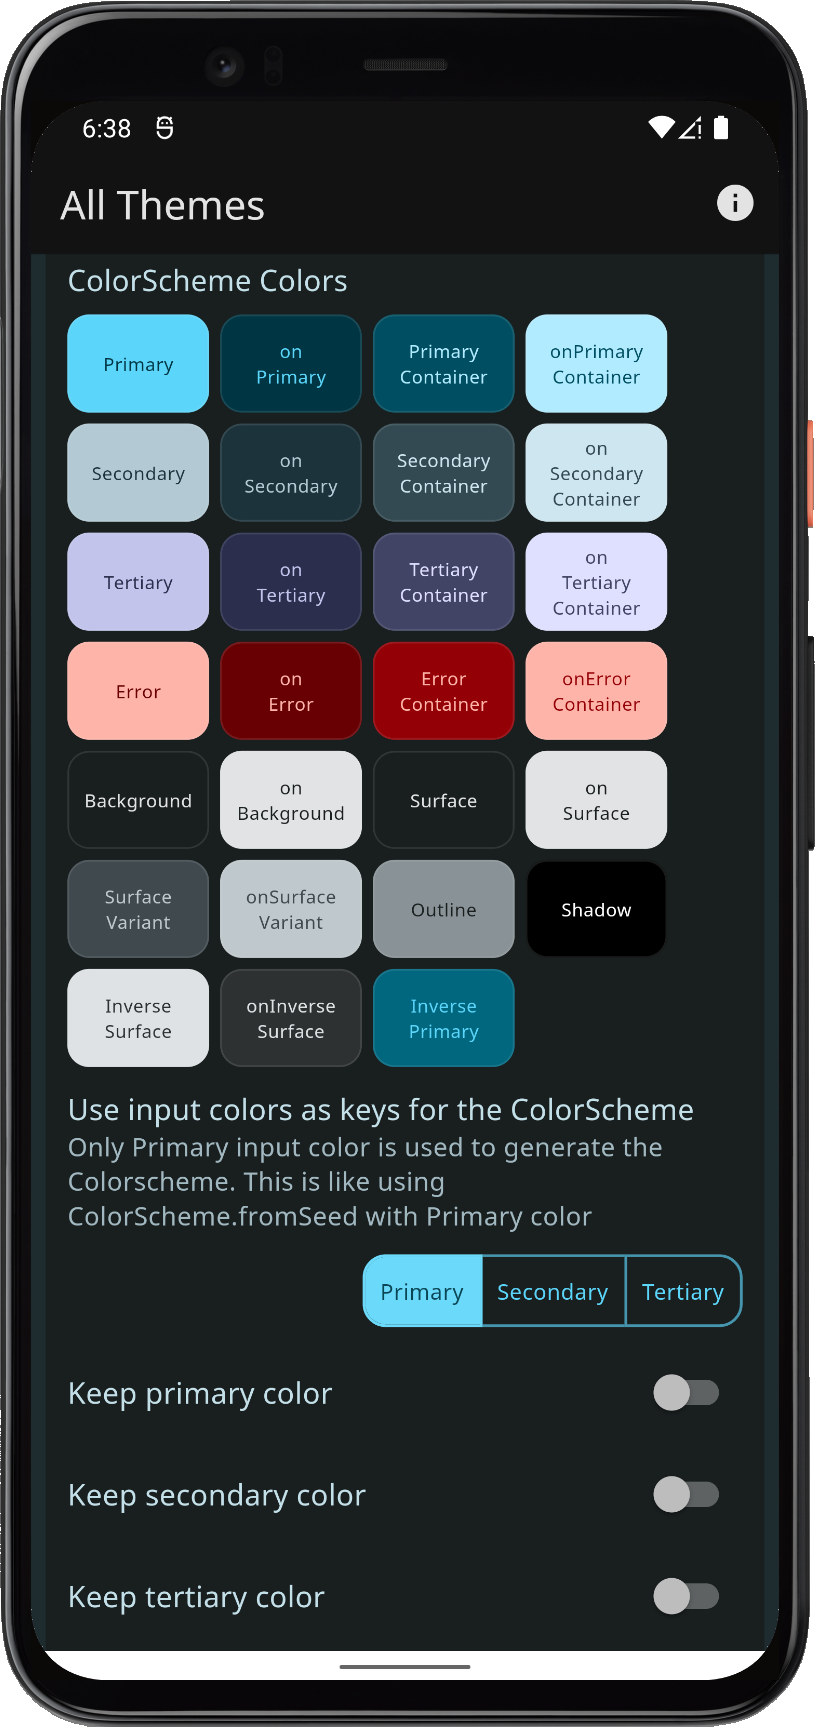 6:38
All Themes
ColorScheme Colors
Primary
on
Primary
Primary
Container
onPrimary
Container
Secondary
on
Secondary
Secondary
Container
on
Secondary
Container
Tertiary
on
Tertiary
Tertiary
Container
on
Tertiary
Container
Error
on
Error
Error
Container
onError
Container
Background
on
Background
Surface
on
Surface
Surface
Variant
onSurface
Variant
Outline
Shadow
Inverse
Surface
onInverse
Surface
Inverse
Primary
Use input colors as keys for the ColorScheme
Only Primary input color is used to generate the
Colorscheme. This is like using
ColorScheme.fromSeed with Primary color
Primary
Secondary
Tertiary
Keep primary color
Keep secondary color
Keep tertiary color